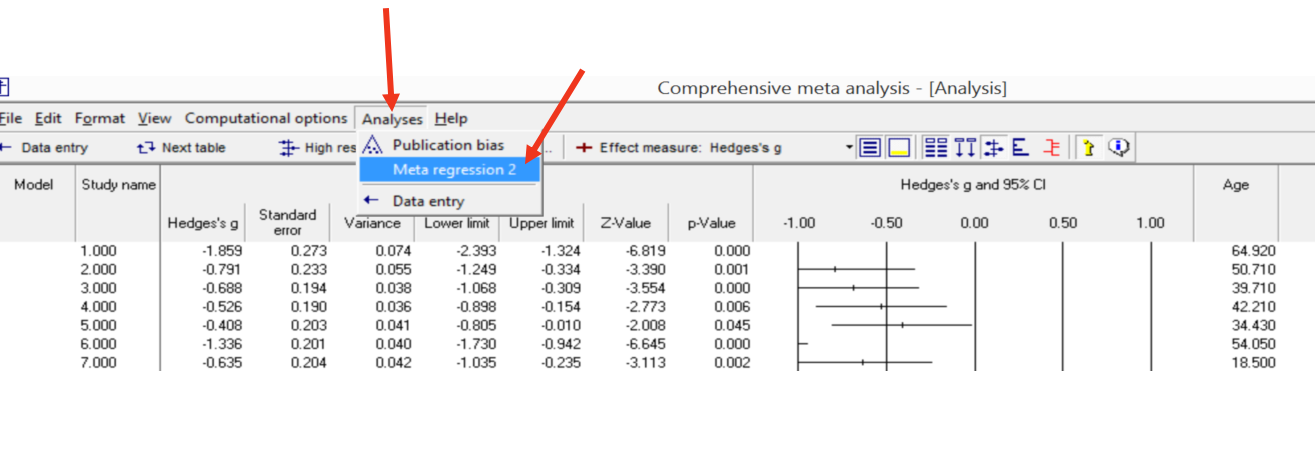 Comprehensive meta analysis - [Analysis]
File Edit Format View Computational options Analyses Help
Data entry Next table High res ... Effect measure: Hedges's g
Publication bias
Meta regression 2
Data entry
Model Study name Hedges's g and 95% CI Age
Hedges's g Standard error Variance Lower limit Upper limit Z-Value p-Value -1.00 -0.50 0.00 0.50 1.00
1.000 -1.859 0.273 0.074 -2.393 -1.324 -6.819 0.000 64.920
2.000 -0.791 0.233 0.055 -1.249 -0.334 -3.390 0.001 50.710
3.000 -0.688 0.194 0.038 -1.068 -0.309 -3.554 0.000 39.710
4.000 -0.526 0.190 0.036 -0.898 -0.154 -2.773 0.006 42.210
5.000 -0.408 0.203 0.041 -0.805 -0.010 -2.008 0.045 34.430
6.000 -1.336 0.201 0.040 -1.730 -0.942 -6.645 0.000 54.050
7.000 -0.635 0.204 0.042 -1.035 -0.235 -3.113 0.002 18.500